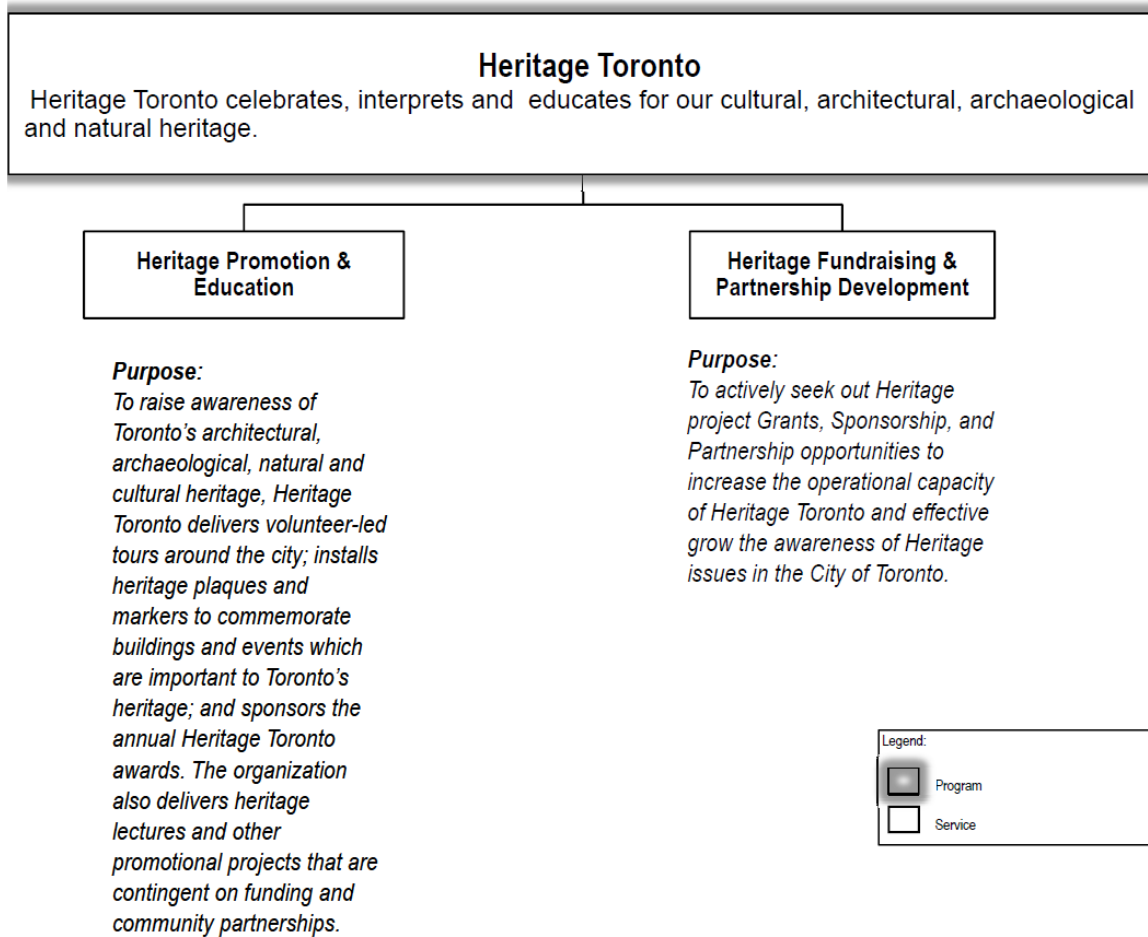 Heritage Toronto
Heritage Toronto celebrates, interprets and educates for our cultural, architectural, archaeological
and natural heritage.
Heritage Promotion &
Education
Purpose:
To raise awareness of
Toronto's architectural,
archaeological, natural and
cultural heritage, Heritage
Toronto delivers volunteer-led
tours around the city; installs
heritage plaques and
markers to commemorate
buildings and events which
are important to Toronto's
heritage; and sponsors the
annual Heritage Toronto
awards. The organization
also delivers heritage
lectures and other
promotional projects that are
contingent on funding and
community partnerships.
Heritage Fundraising &
Partnership Development
Purpose:
To actively seek out Heritage
project Grants, Sponsorship, and
Partnership opportunities to
increase the operational capacity
of Heritage Toronto and effective
grow the awareness of Heritage
issues in the City of Toronto.
Legend:
Program
Service